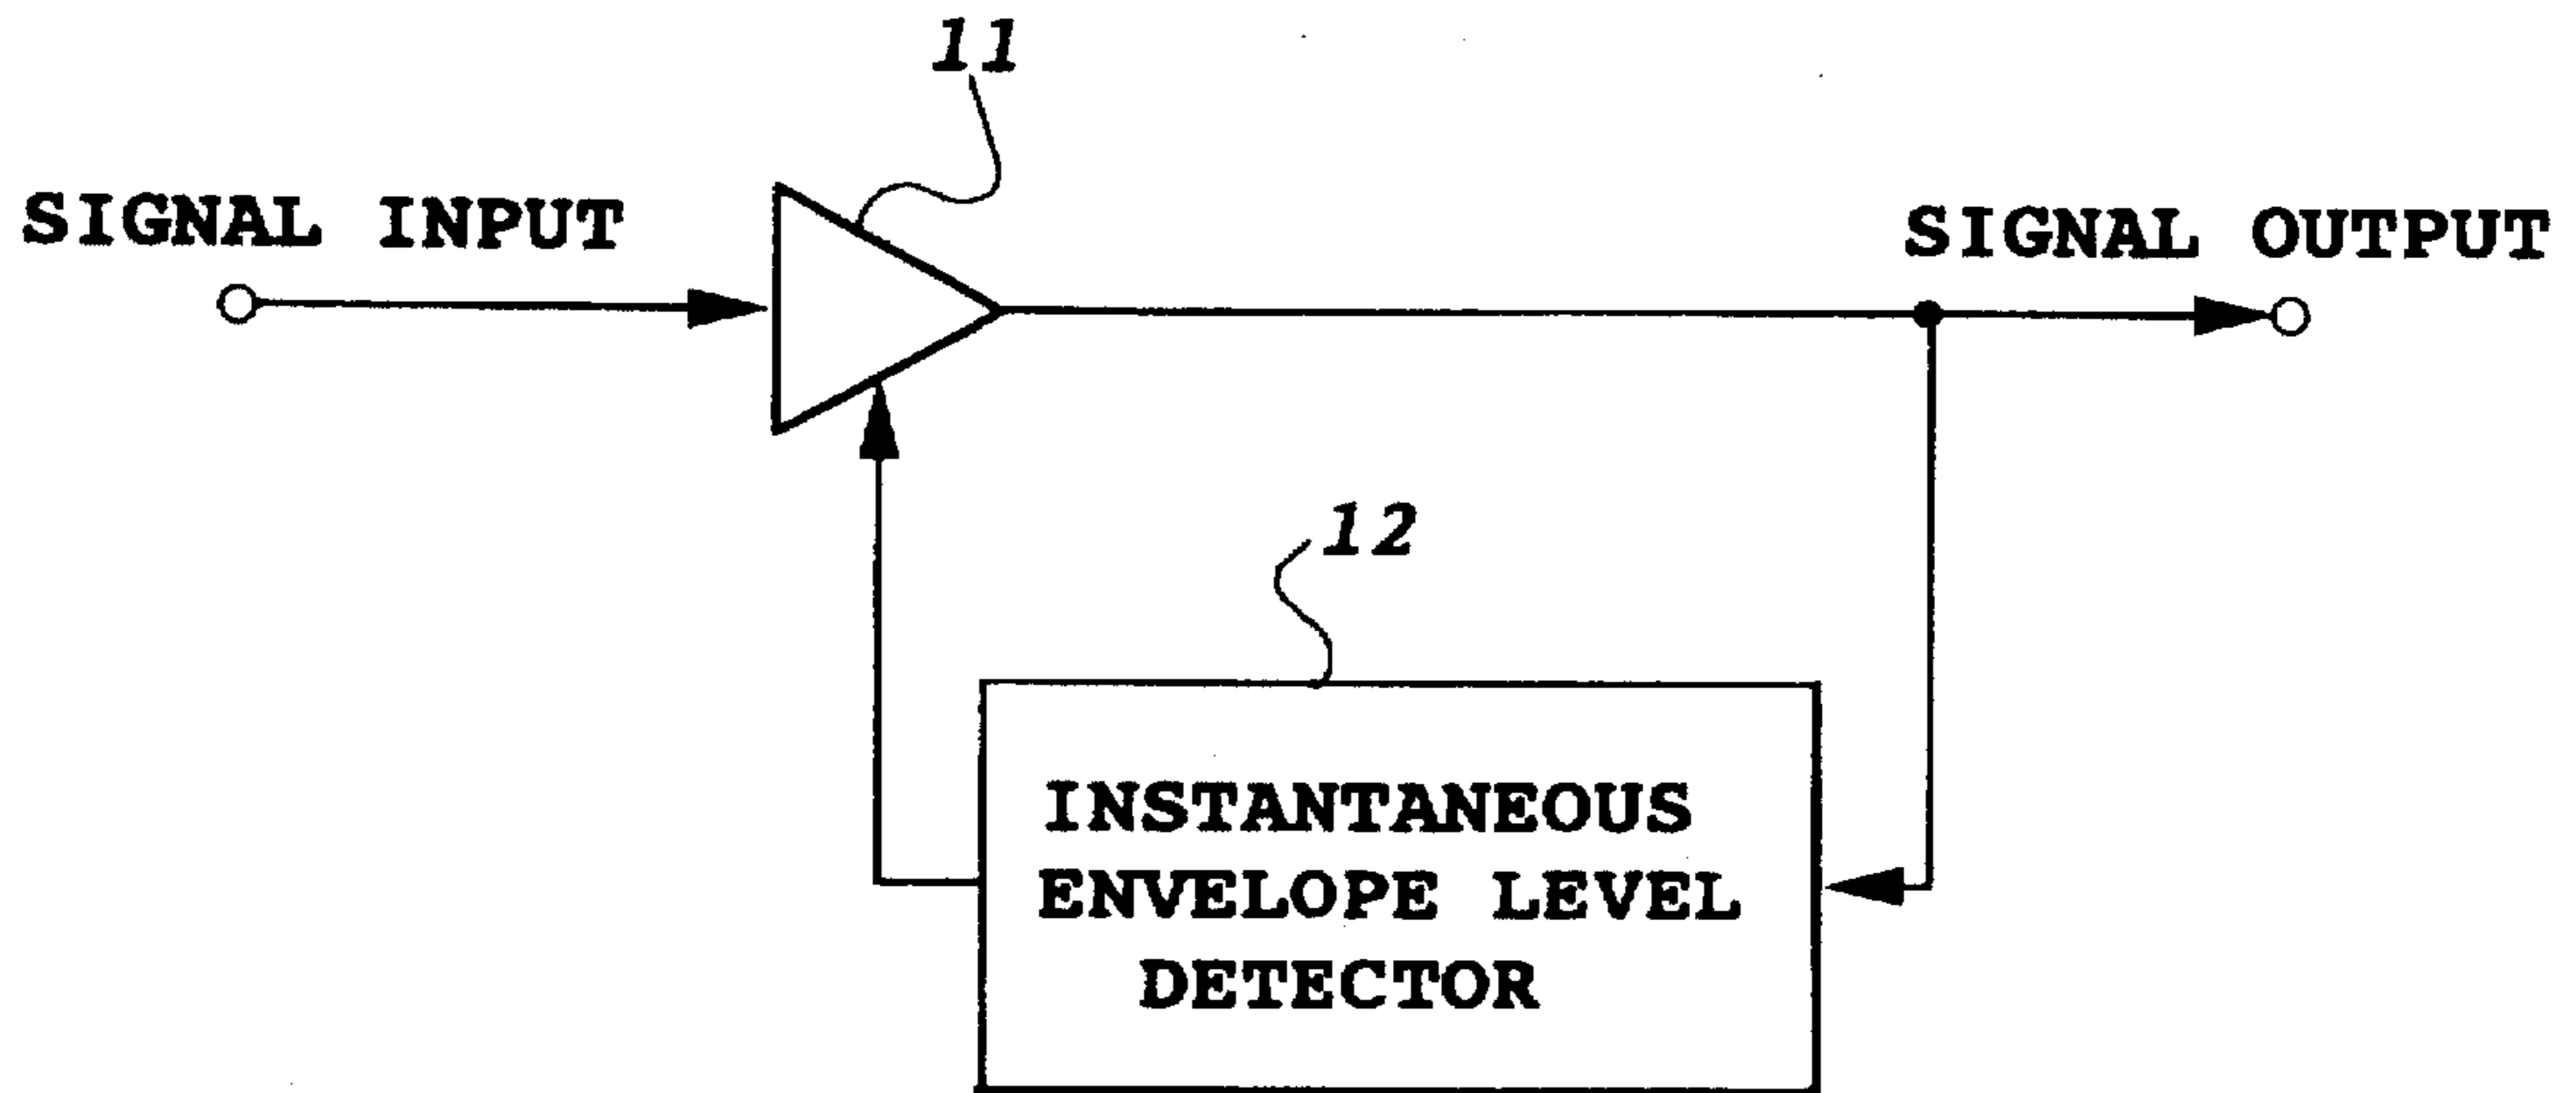 11
SIGNAL INPUT
SIGNAL OUTPUT
12
INSTANTANEOUS
ENVELOPE LEVEL
DETECTOR